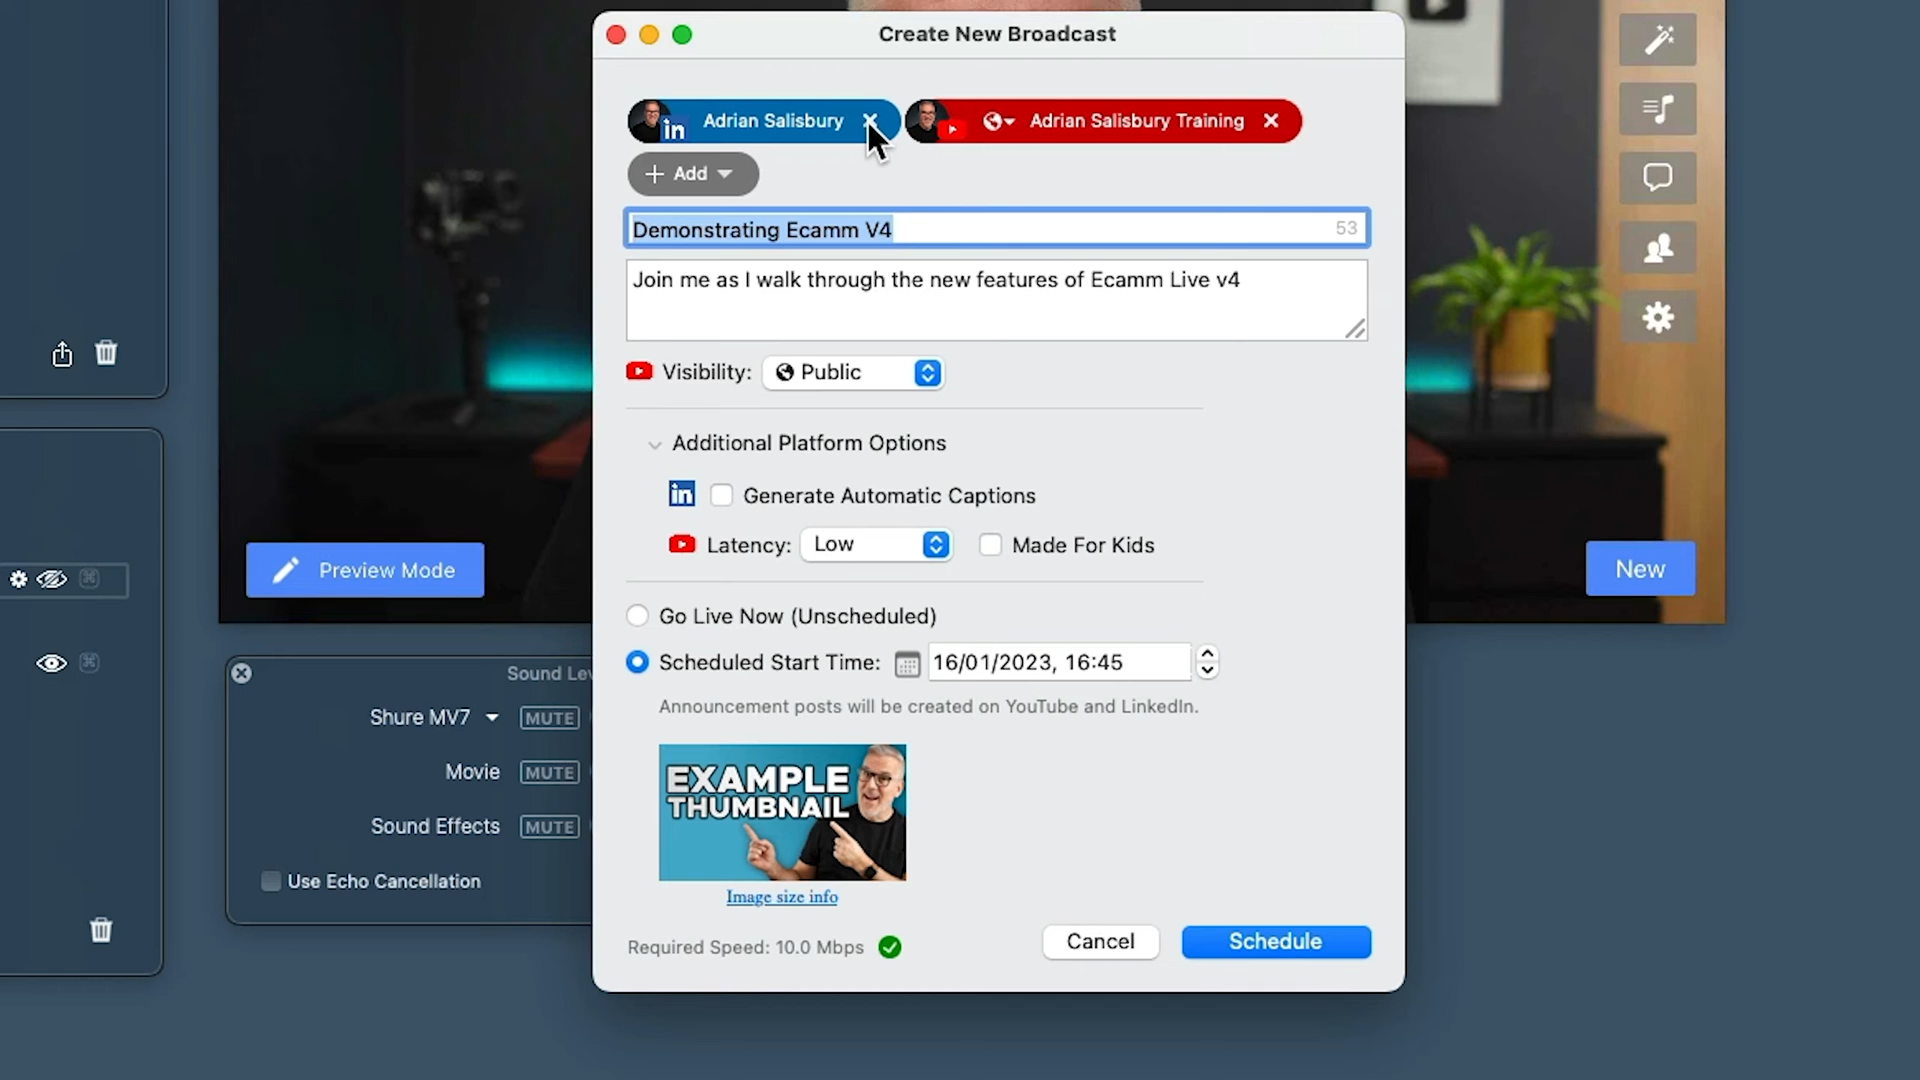 Create New Broadcast
in Adrian Salisbury
Adrian Salisbury Training
Add
Demonstrating Ecamm V4 53
Join me as I walk through the new features of Ecamm Live v4
Visibility: Public
Additional Platform Options
in Generate Automatic Captions
Latency: Low Made For Kids
Preview Mode
New
Go Live Now (Unscheduled)
Scheduled Start Time: 16/01/2023, 16:45
Announcement posts will be created on YouTube and LinkedIn.
EXAMPLE
THUMBNAIL
Image size info
Required Speed: 10.0 Mbps
Cancel
Schedule
Sound Lev
Shure MV7 MUTE
Movie MUTE
Sound Effects MUTE
Use Echo Cancellation